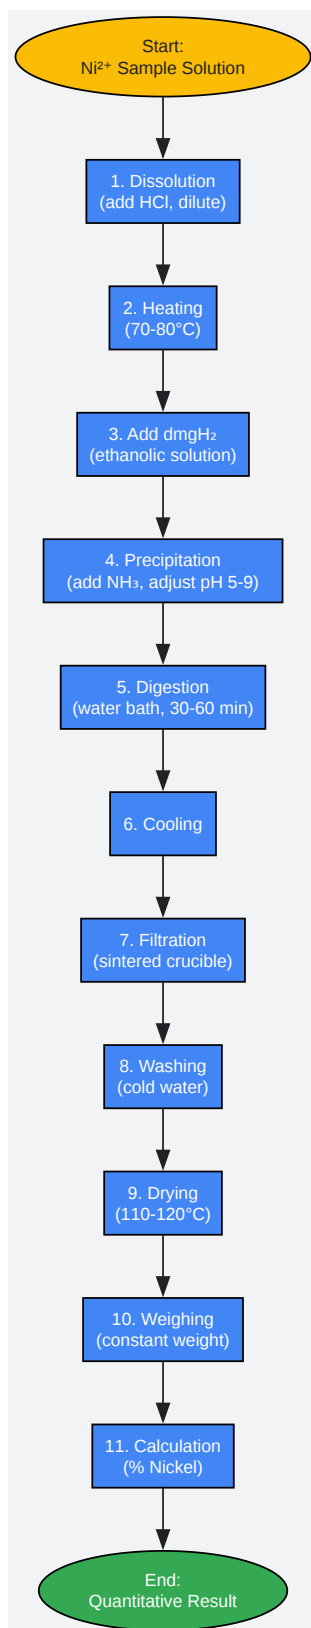 Start:
Ni²⁺ Sample Solution
1. Dissolution
(add HCl, dilute)
2. Heating
(70-80°C)
3. Add dmgH₂
(ethanolic solution)
4. Precipitation
(add NH₃, adjust pH 5-9)
5. Digestion
(water bath, 30-60 min)
6. Cooling
7. Filtration
(sintered crucible)
8. Washing
(cold water)
9. Drying
(110-120°C)
10. Weighing
(constant weight)
11. Calculation
(% Nickel)
End:
Quantitative Result